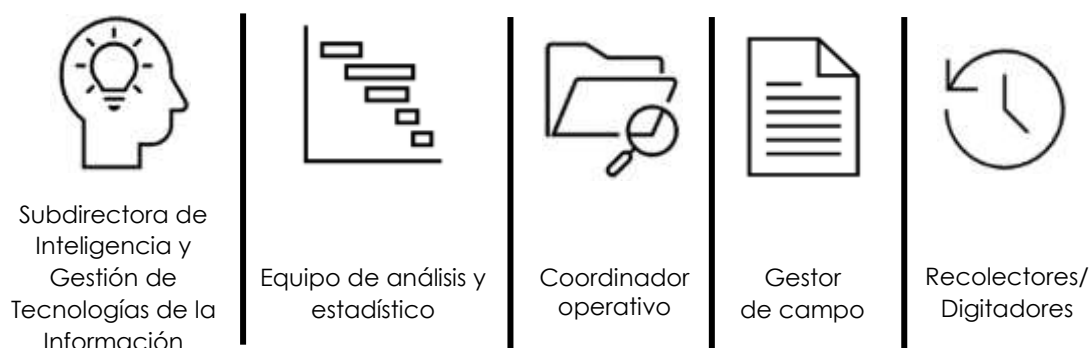 Subdirectora de
Inteligencia y
Gestión de
Tecnologías de la
Información
Equipo de análisis y
estadístico
Coordinador
operativo
Gestor
de campo
Recolectores/
Digitadores